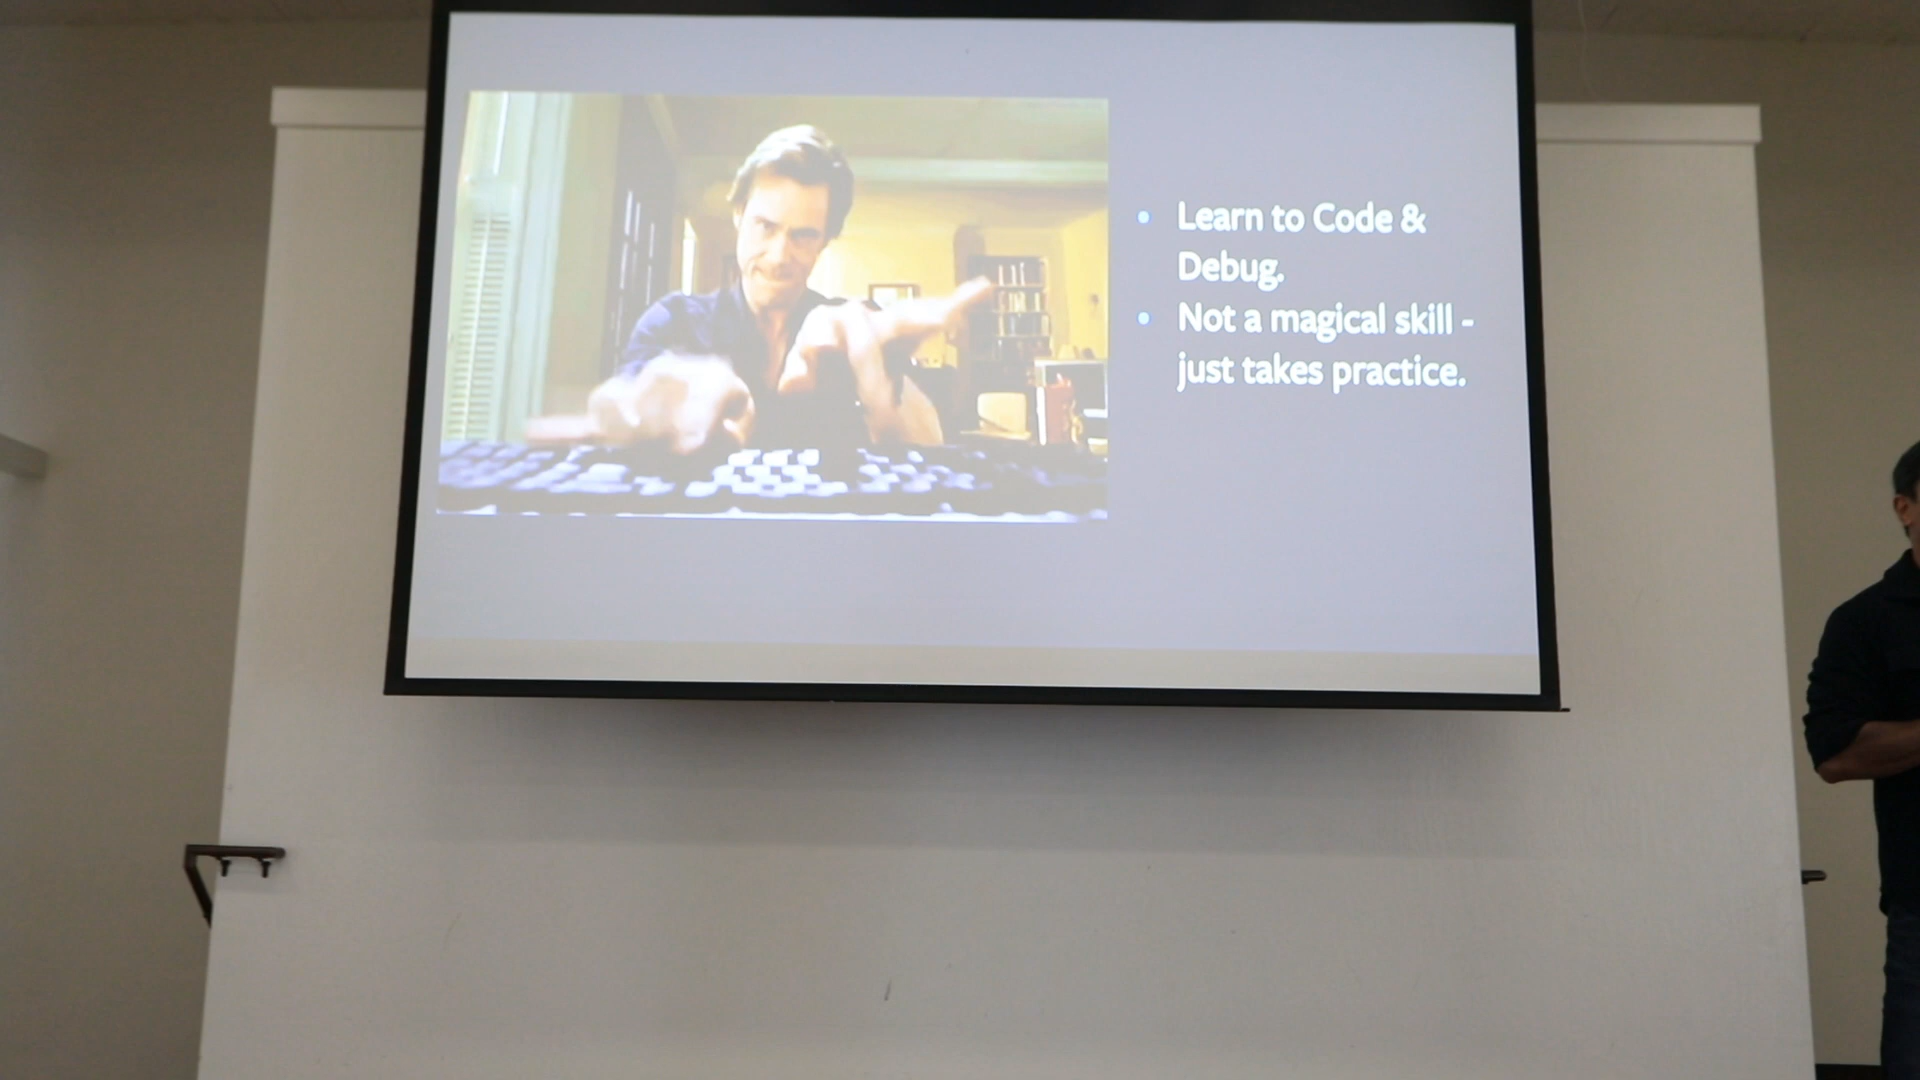 Learn to Code &
Debug.
Not a magical skill -
just takes practice.